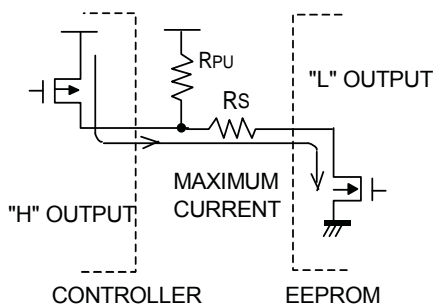 RPU
"L" OUTPUT
RS
MAXIMUM
CURRENT
"H" OUTPUT
CONTROLLER
EEPROM